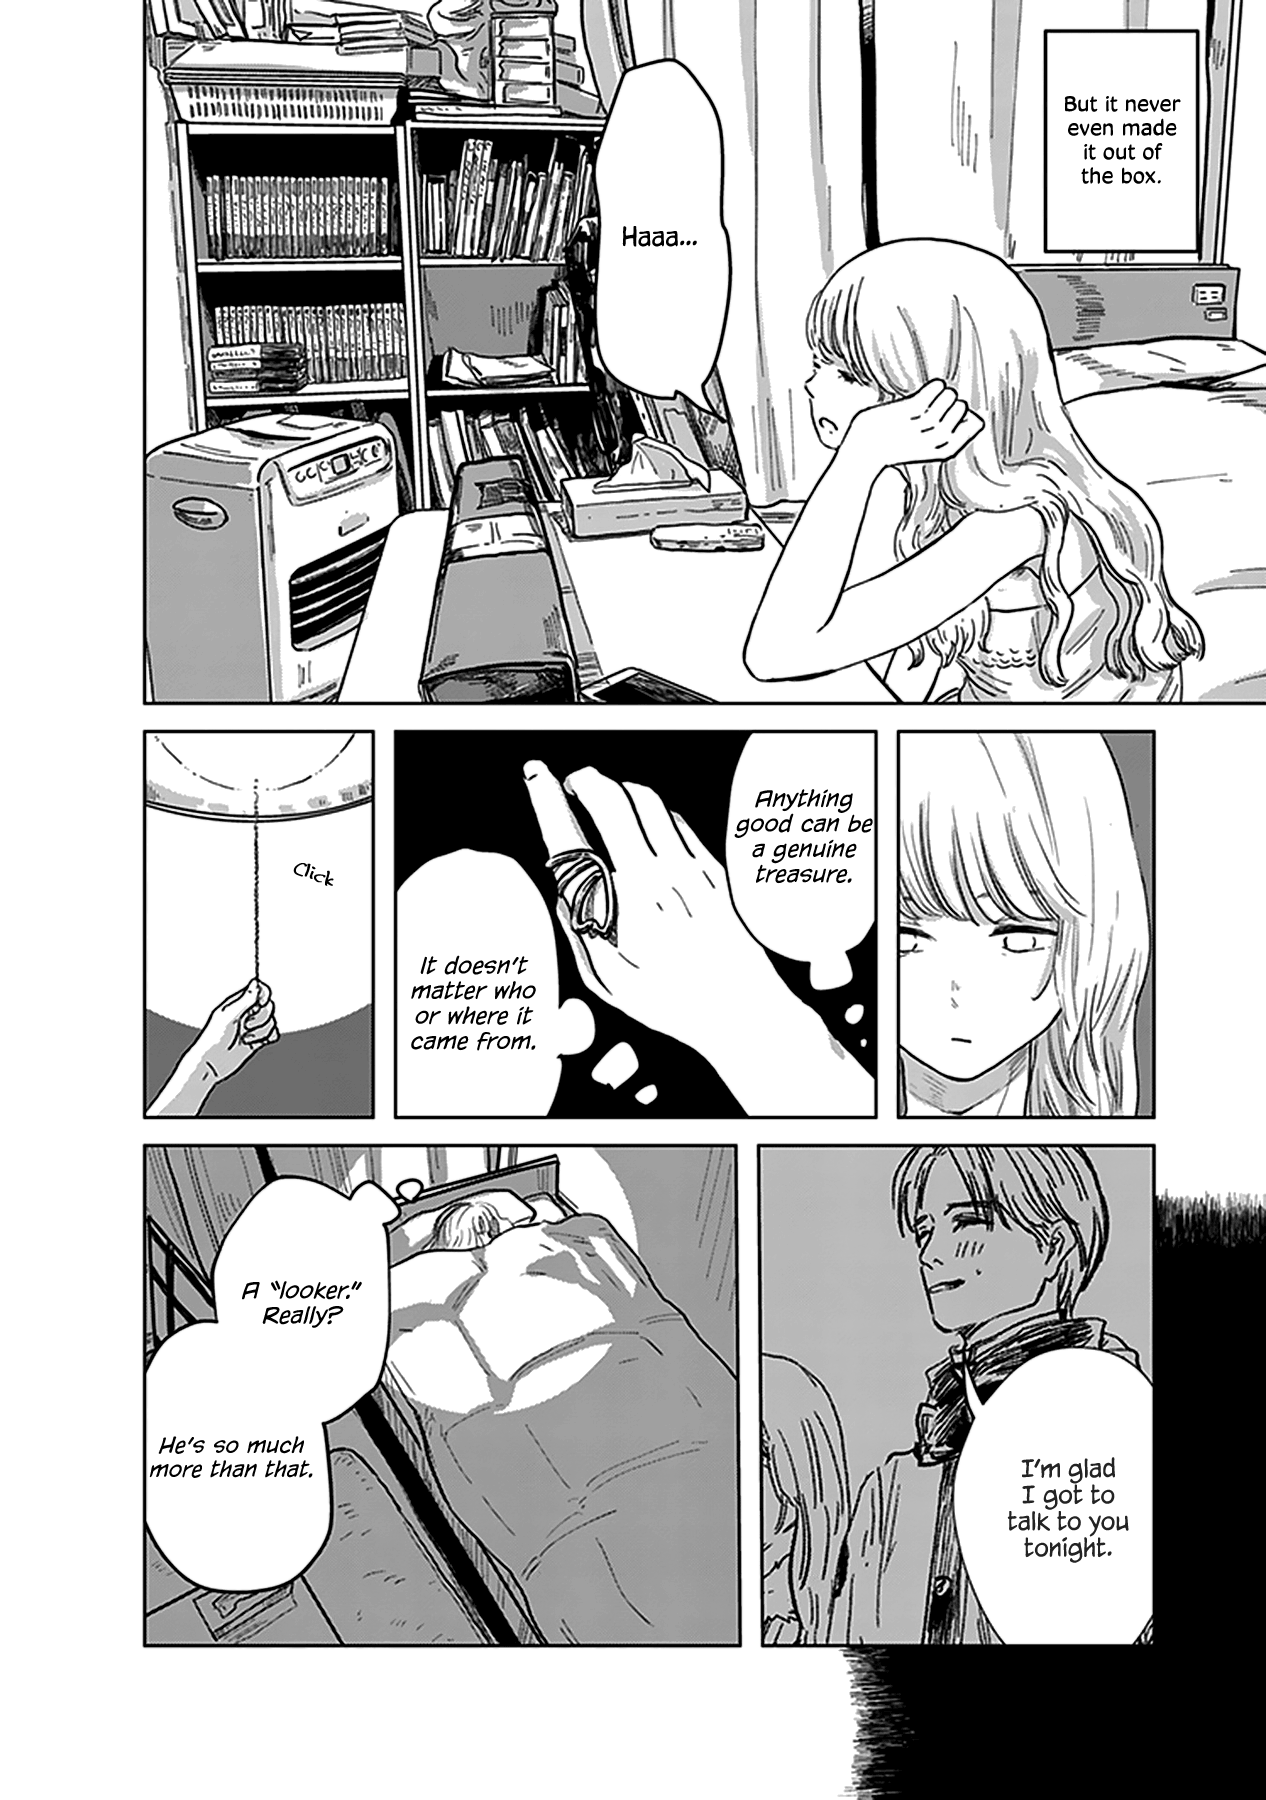 But it never
even made
it out of
the box.
Haaa...
Anything
good can be
a genuine
treasure.
It doesn't
matter who
or where it
came from.
Click
I'm glad
I got to
talk to you
tonight.
A "looker."
Really?
He's so much
more than that.